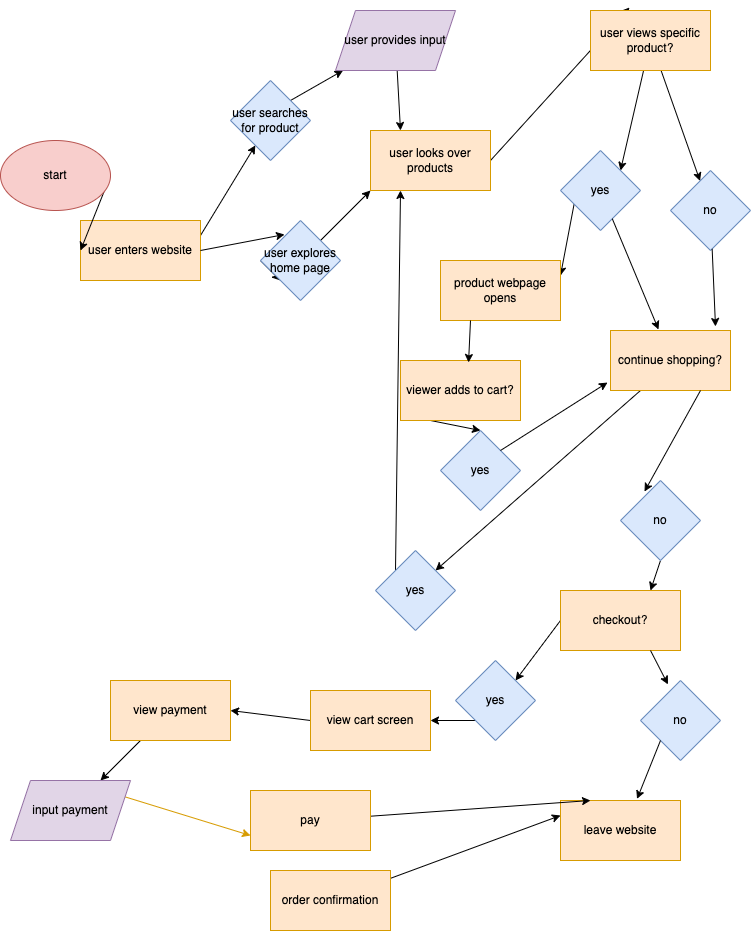 user provides input
user views specific
product?
user searches
for product
user looks over
products
start
yes
no
user enters website
user explores
home page
product webpage
opens
continue shopping?
viewer adds to cart?
yes
no
yes
checkout?
yes
no
view payment
view cart screen
input payment
pay
leave website
order confirmation